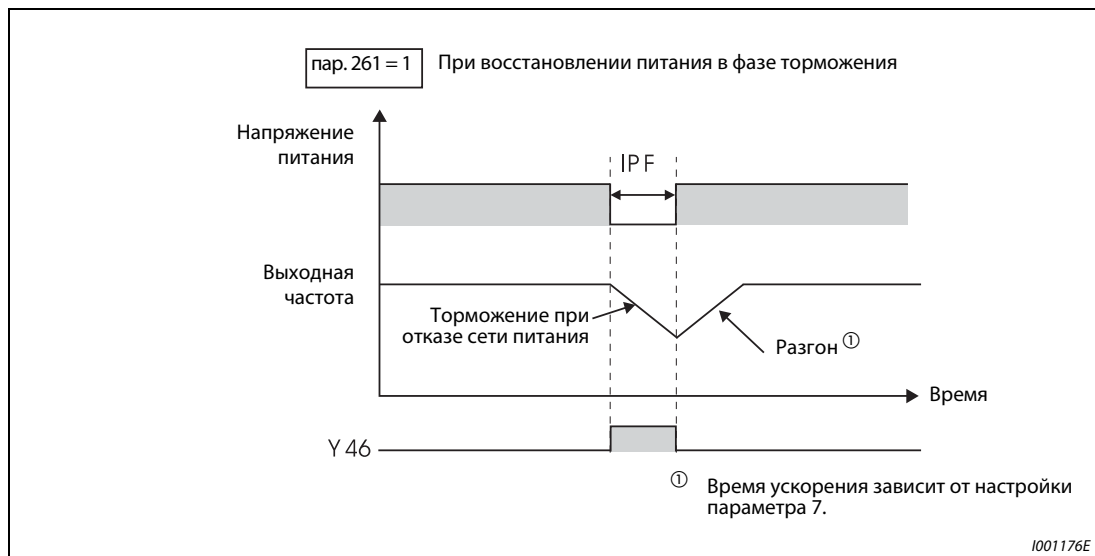 пар. 261 = 1 При восстановлении питания в фазе торможения
Напряжение
питания
IPF
Выходная
частота
Торможение при
отказе сети питания
Разгон ①
Время
Y 46
① Время ускорения зависит от настройки
параметра 7.
I001176E